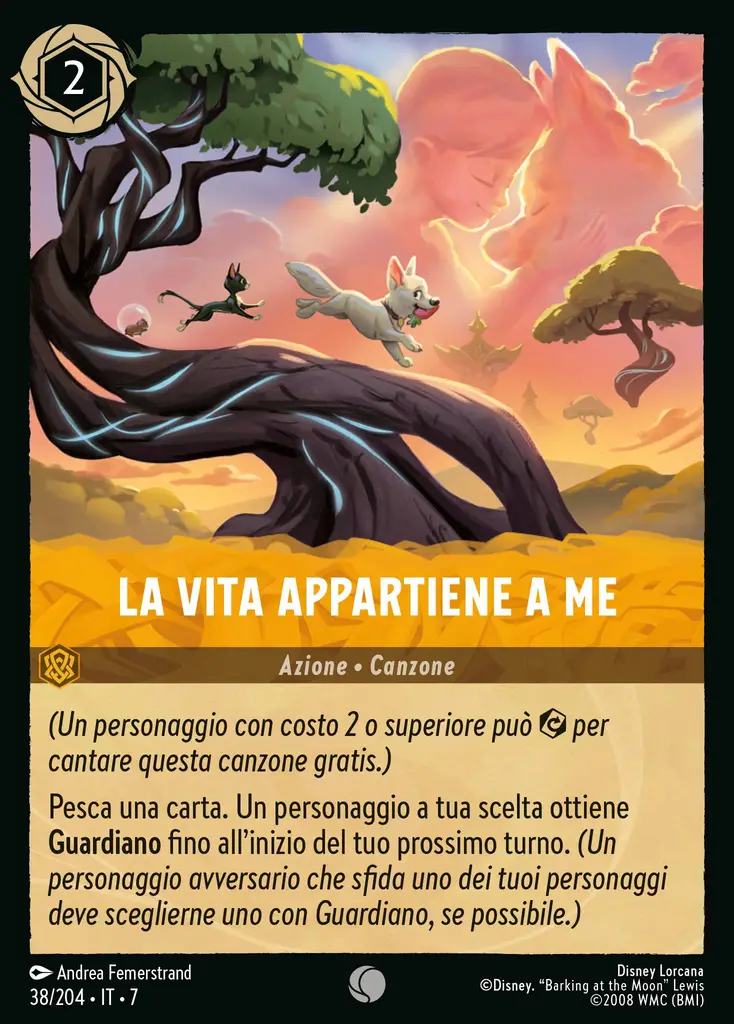 2
LA VITA APPARTIENE A ME
Azione • Canzone
(Un personaggio con costo 2 o superiore può per
cantare questa canzone gratis.)
Pesca una carta. Un personaggio a tua scelta ottiene
Guardiano fino all'inizio del tuo prossimo turno. (Un
personaggio avversario che sfida uno dei tuoi personaggi
deve sceglierne uno con Guardiano, se possibile.)
Andrea Femerstrand
38/204 • IT • 7
Disney Lorcana
©Disney. “Barking at the Moon” Lewis
©2008 WMC (BMI)